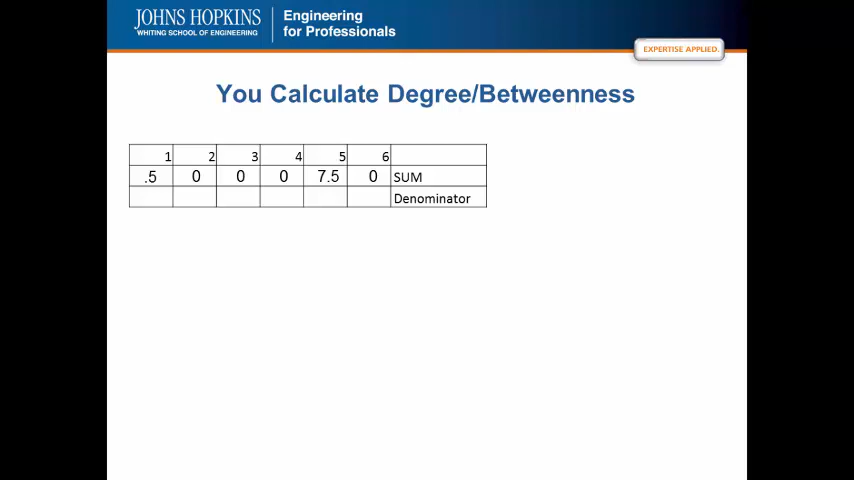 JOHNS HOPKINS
WHITING SCHOOL OF ENGINEERING
Engineering
for Professionals
EXPERTISE APPLIED.
You Calculate Degree/Betweenness
1 2 3 4 5 6
.5 0 0 0 7.5 0 SUM
Denominator